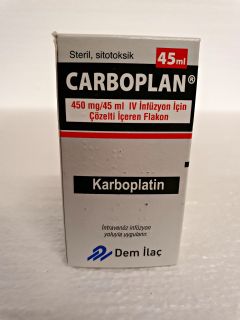 Steril, sitotoksik
45ml
CARBOPLAN®
450 mg/45 ml IV İnfüzyon İçin
Çözelti İçeren Flakon
Karboplatin
İntravenöz infüzyon
yoluyla uygulanır.
Dem İlaç